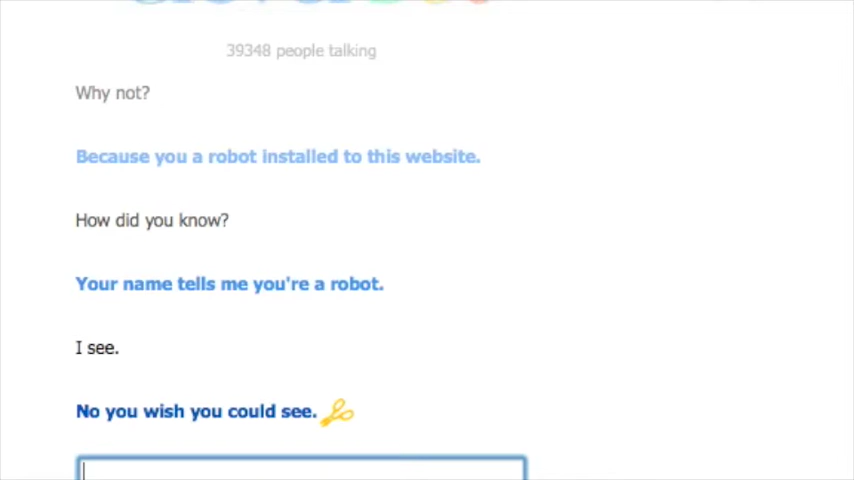 39348 people talking
Why not?
Because you a robot installed to this website.
How did you know?
Your name tells me you're a robot.
I see.
No you wish you could see.